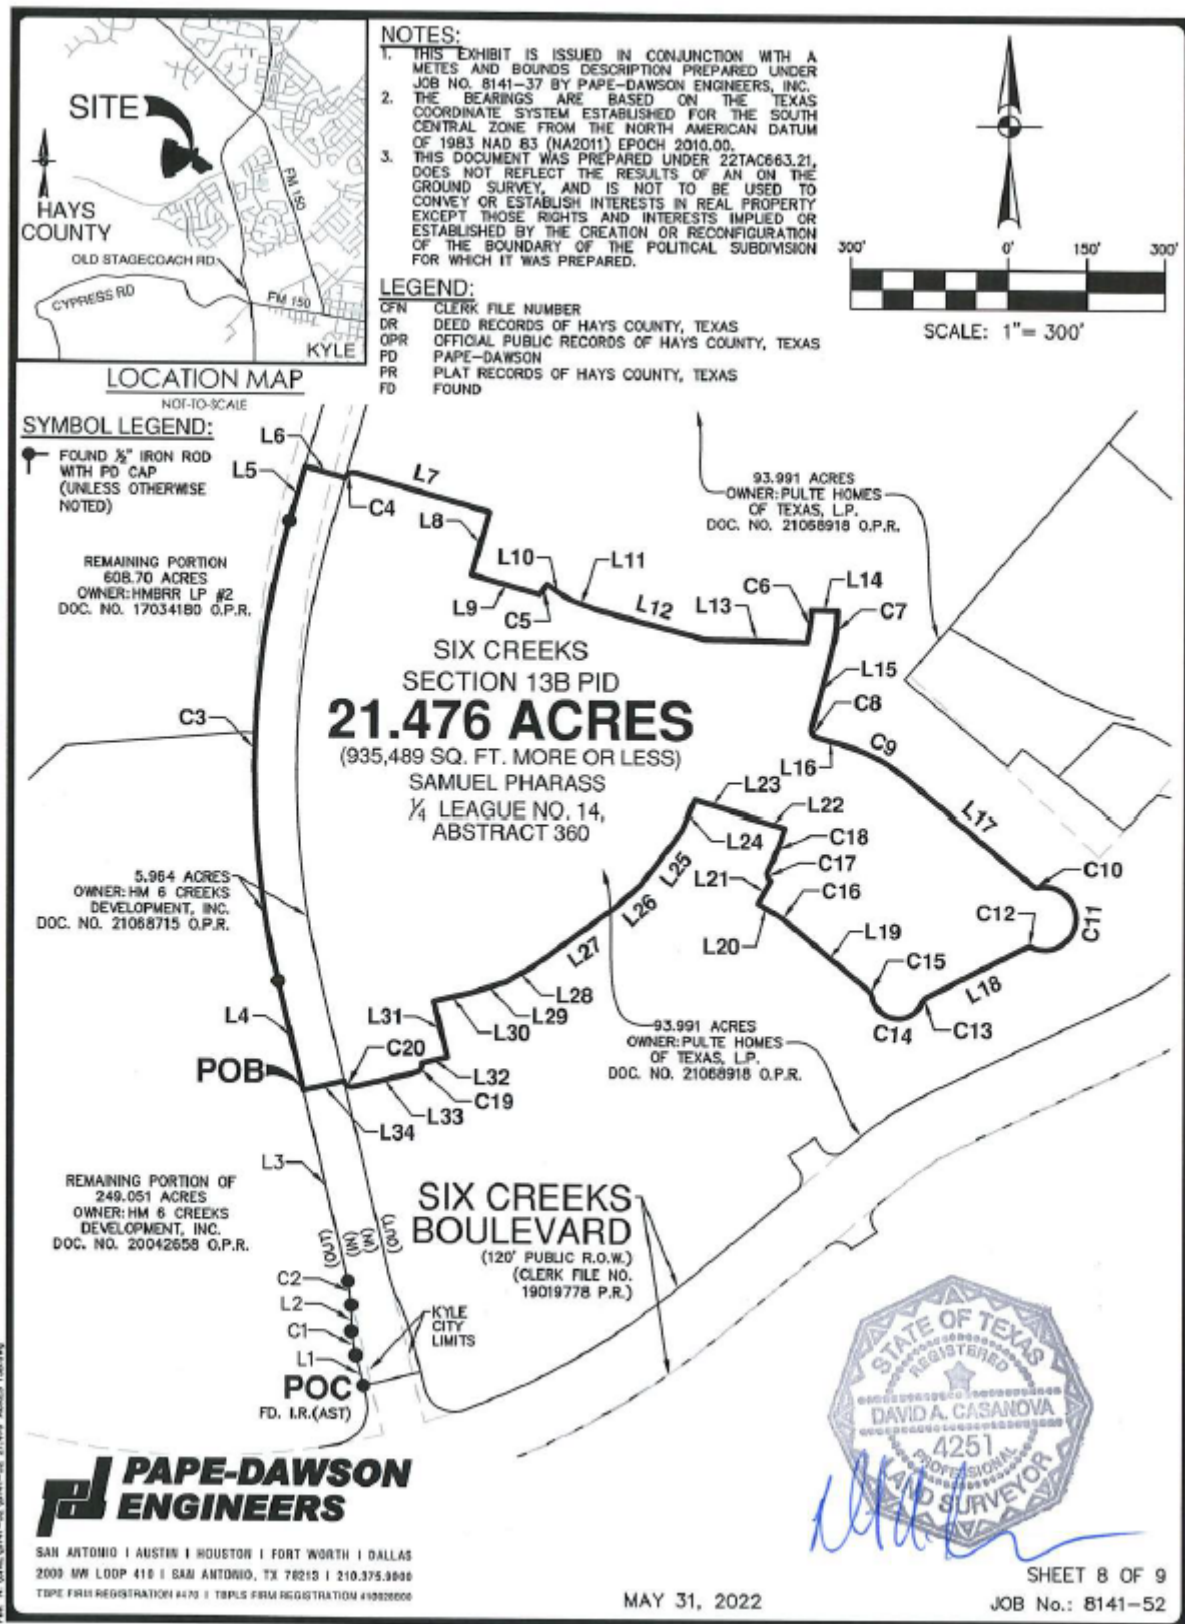 SITE
HAYS
COUNTY
FM 150
OLD STAGECOACH RD.
CYPRESS RD
FM 150
KYLE
LOCATION MAP
NOT-TO-SCALE
NOTES:
1. THIS EXHIBIT IS ISSUED IN CONJUNCTION WITH A
METES AND BOUNDS DESCRIPTION PREPARED UNDER
JOB NO. 8141-37 BY PAPE-DAWSON ENGINEERS, INC.
2. THE BEARINGS ARE BASED ON THE TEXAS
COORDINATE SYSTEM ESTABLISHED FOR THE SOUTH
CENTRAL ZONE FROM THE NORTH AMERICAN DATUM
OF 1983 NAD 83 (NA2011) EPOCH 2010.00.
3. THIS DOCUMENT WAS PREPARED UNDER 22TAC663.21,
DOES NOT REFLECT THE RESULTS OF AN ON THE
GROUND SURVEY, AND IS NOT TO BE USED TO
CONVEY OR ESTABLISH INTERESTS IN REAL PROPERTY
EXCEPT THOSE RIGHTS AND INTERESTS IMPLIED OR
ESTABLISHED BY THE CREATION OR RECONFIGURATION
OF THE BOUNDARY OF THE POLITICAL SUBDIVISION
FOR WHICH IT WAS PREPARED.
LEGEND:
CFN CLERK FILE NUMBER
DR DEED RECORDS OF HAYS COUNTY, TEXAS
OPR OFFICIAL PUBLIC RECORDS OF HAYS COUNTY, TEXAS
PD PAPE-DAWSON
PR PLAT RECORDS OF HAYS COUNTY, TEXAS
FD FOUND
300' 0' 150' 300'
SCALE: 1"= 300'
SYMBOL LEGEND:
FOUND ½" IRON ROD
WITH PD CAP
(UNLESS OTHERWISE
NOTED)
L6
L5
L7
C4
L8
L10
L11
L9
C5
L12
L13
C6
L14
C7
L15
C8
C9
L16
93.991 ACRES
OWNER: PULTE HOMES
OF TEXAS, L.P.
DOC. NO. 21068918 O.P.R.
REMAINING PORTION
608.70 ACRES
OWNER: HMBRR LP #2
DOC. NO. 17034180 O.P.R.
SIX CREEKS
SECTION 13B PID
21.476 ACRES
(935,489 SQ. FT. MORE OR LESS)
SAMUEL PHARASS
¼ LEAGUE NO. 14,
ABSTRACT 360
C3
L23
L22
L24
C18
C17
L21
C16
L25
L26
L20
L17
C10
C11
C12
L19
C15
L18
C14
C13
5.964 ACRES
OWNER: HM 6 CREEKS
DEVELOPMENT, INC.
DOC. NO. 21068715 O.P.R.
L27
L28
L29
L30
L31
L4
C20
POB
L32
C19
L33
L34
93.991 ACRES
OWNER: PULTE HOMES
OF TEXAS, L.P.
DOC. NO. 21068918 O.P.R.
L3
REMAINING PORTION OF
249.051 ACRES
OWNER: HM 6 CREEKS
DEVELOPMENT, INC.
DOC. NO. 20042658 O.P.R.
(OUT)
(IN)
(IN)
(OUT)
SIX CREEKS
BOULEVARD
(120' PUBLIC R.O.W.)
(CLERK FILE NO.
19019778 P.R.)
C2
L2
C1
L1
KYLE
CITY
LIMITS
POC
FD. I.R.(AST)
STATE OF TEXAS
REGISTERED
DAVID A. CASANOVA
4251
PROFESSIONAL
LAND SURVEYOR
pd PAPE-DAWSON
ENGINEERS
SAN ANTONIO | AUSTIN | HOUSTON | FORT WORTH | DALLAS
2000 NW LOOP 410 | SAN ANTONIO, TX 78213 | 210.375.9000
TBPE FIRM REGISTRATION #470 | TBPLS FIRM REGISTRATION #10028800
MAY 31, 2022
SHEET 8 OF 9
JOB No.: 8141-52